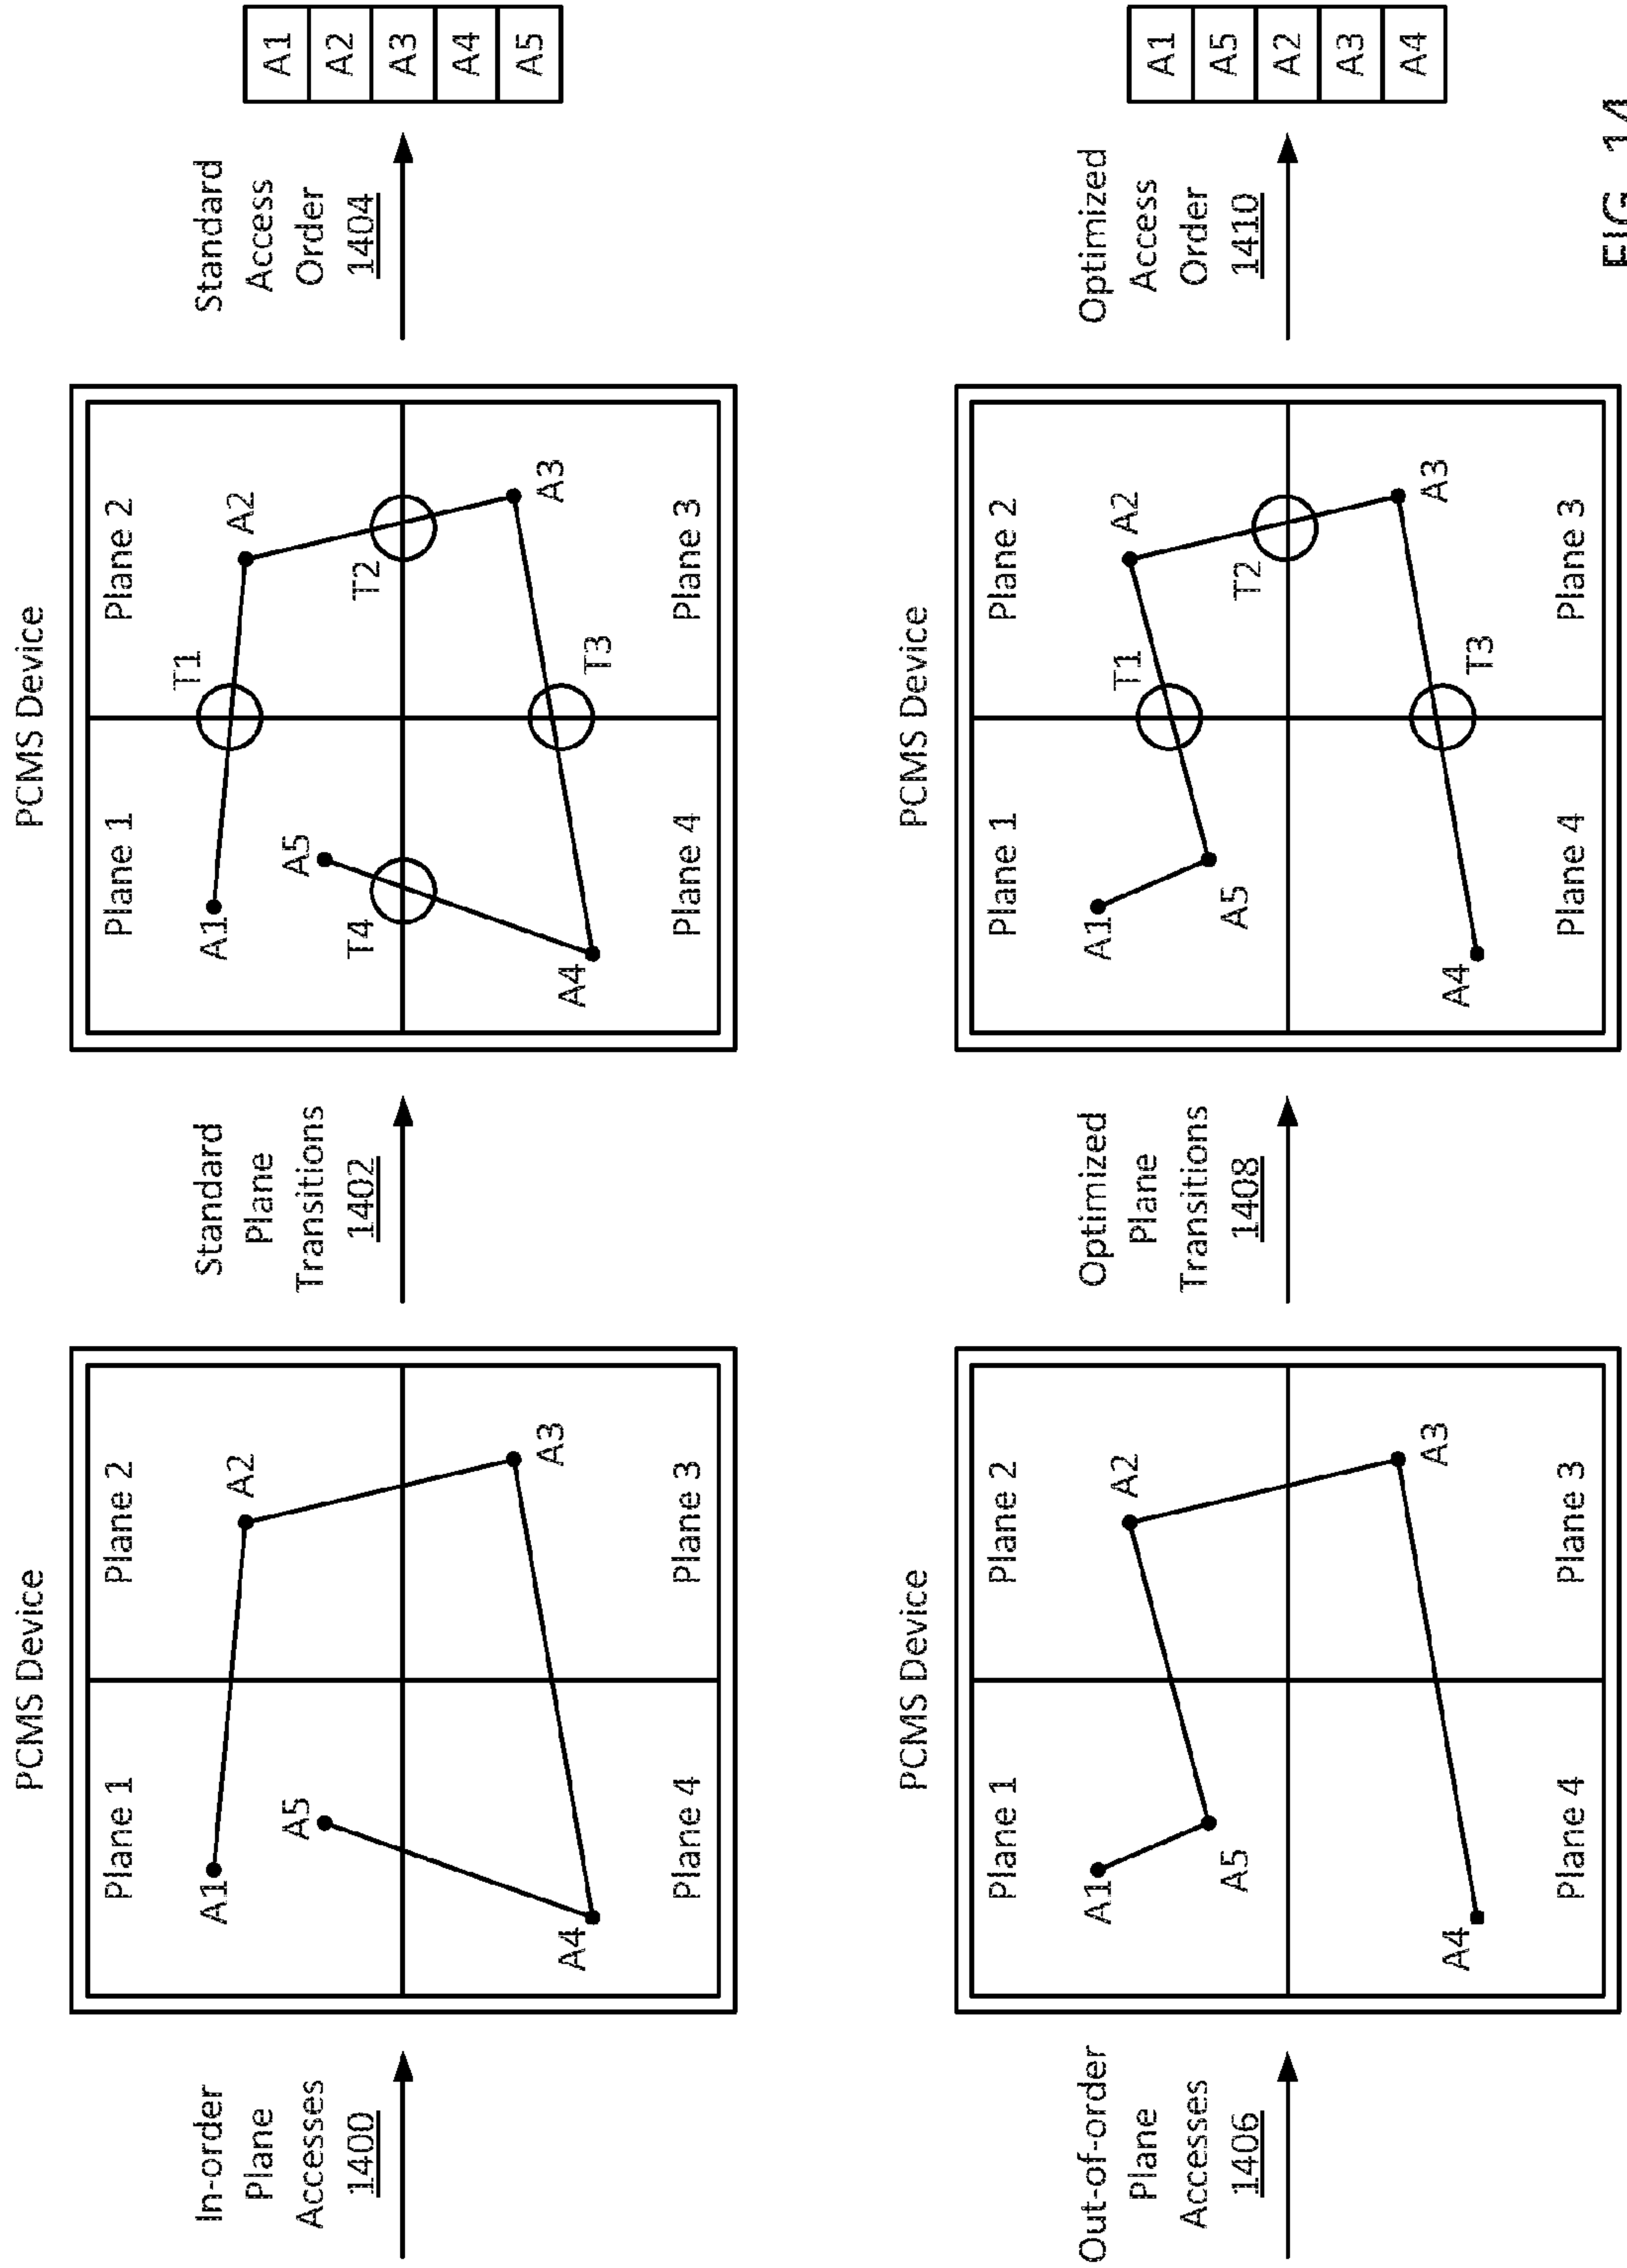 In-order
Plane
Accesses
1400
PCMS Device
Plane 1
Plane 2
A1
A2
A5
A3
A4
Plane 4
Plane 3
Standard
Plane
Transitions
1402
PCMS Device
Plane 1
Plane 2
T1
A1
A2
A5
T4
T2
A3
A4
T3
Plane 4
Plane 3
Standard
Access
Order
1404
A1
A2
A3
A4
A5
Out-of-order
Plane
Accesses
1406
PCMS Device
Plane 1
Plane 2
A1
A2
A5
A3
A4
Plane 4
Plane 3
Optimized
Plane
Transitions
1408
PCMS Device
Plane 1
Plane 2
A1
T1
A2
A5
T2
A3
A4
T3
Plane 4
Plane 3
Optimized
Access
Order
1410
A1
A5
A2
A3
A4
FIG. 14